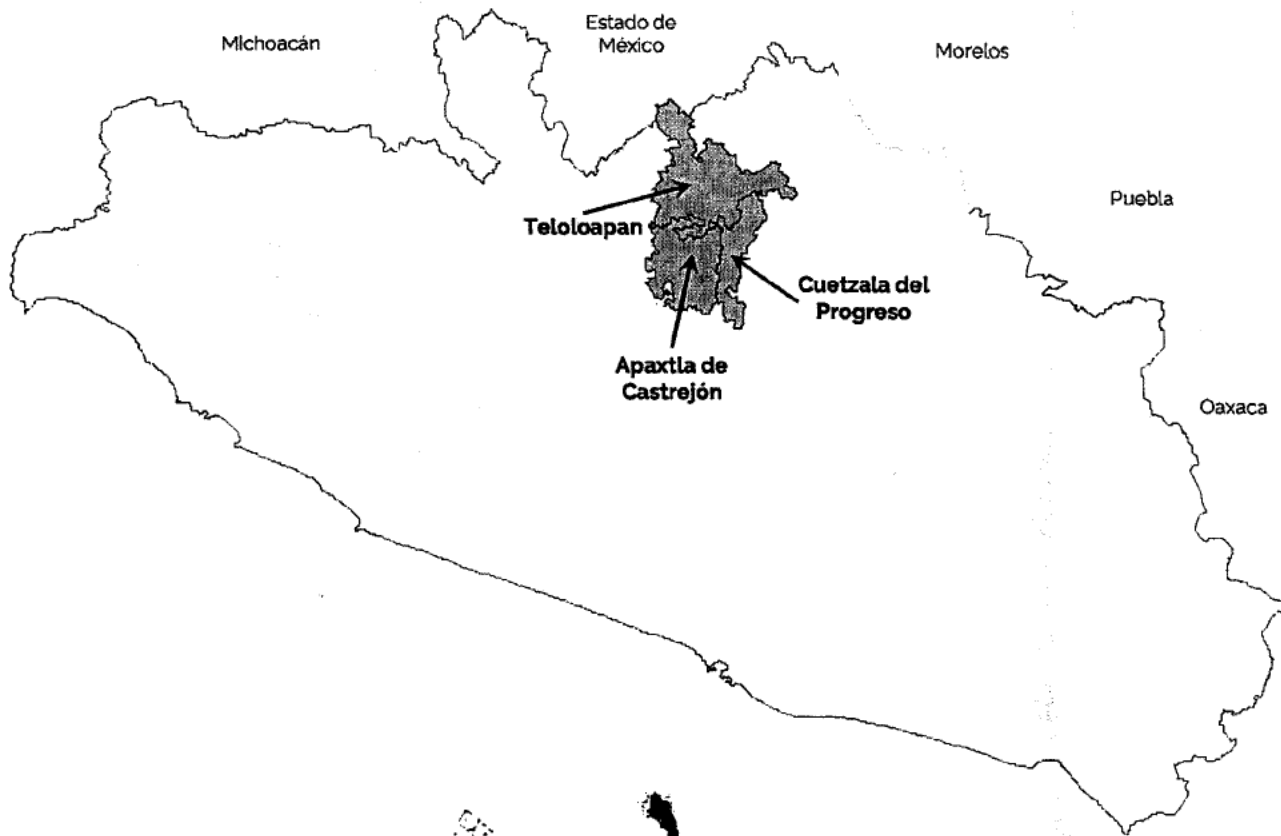 Michoacán
Estado de
México
Morelos
Puebla
Teloloapan
Cuetzala del
Progreso
Apaxtla de
Castrejón
Oaxaca